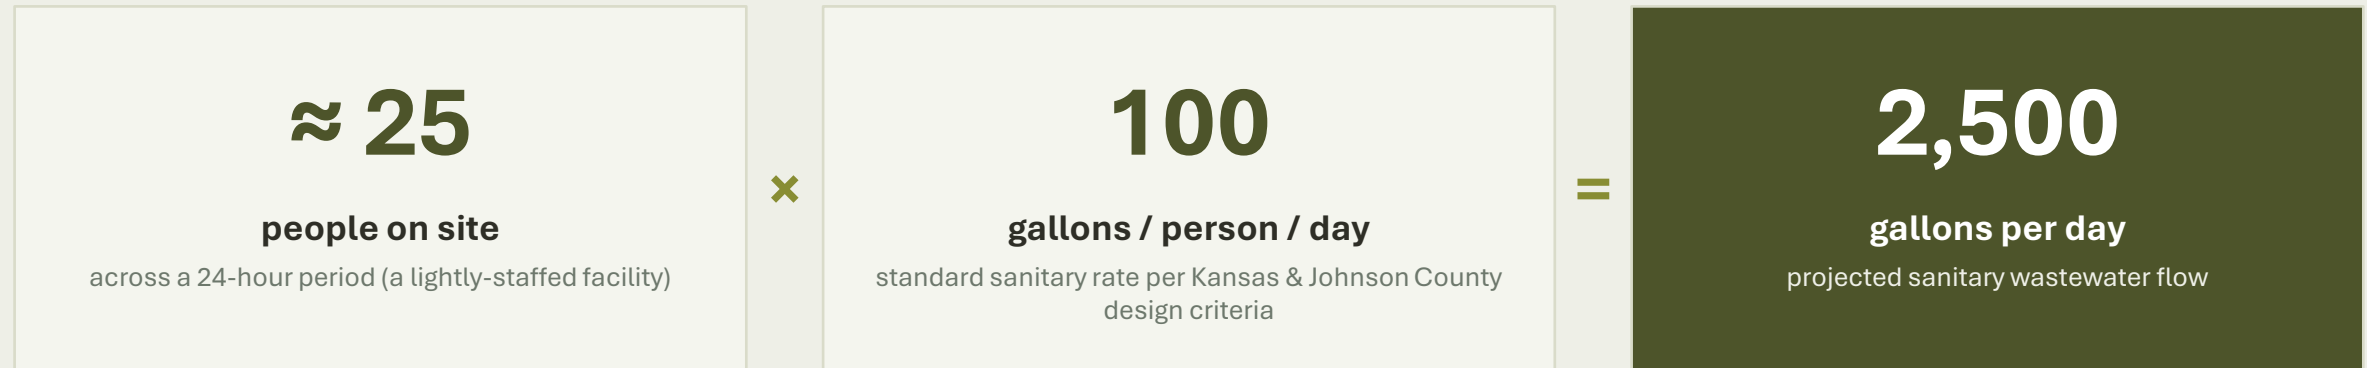 ≈ 25
people on site
across a 24-hour period (a lightly-staffed facility)
×
100
gallons / person / day
standard sanitary rate per Kansas & Johnson County
design criteria
=
2,500
gallons per day
projected sanitary wastewater flow